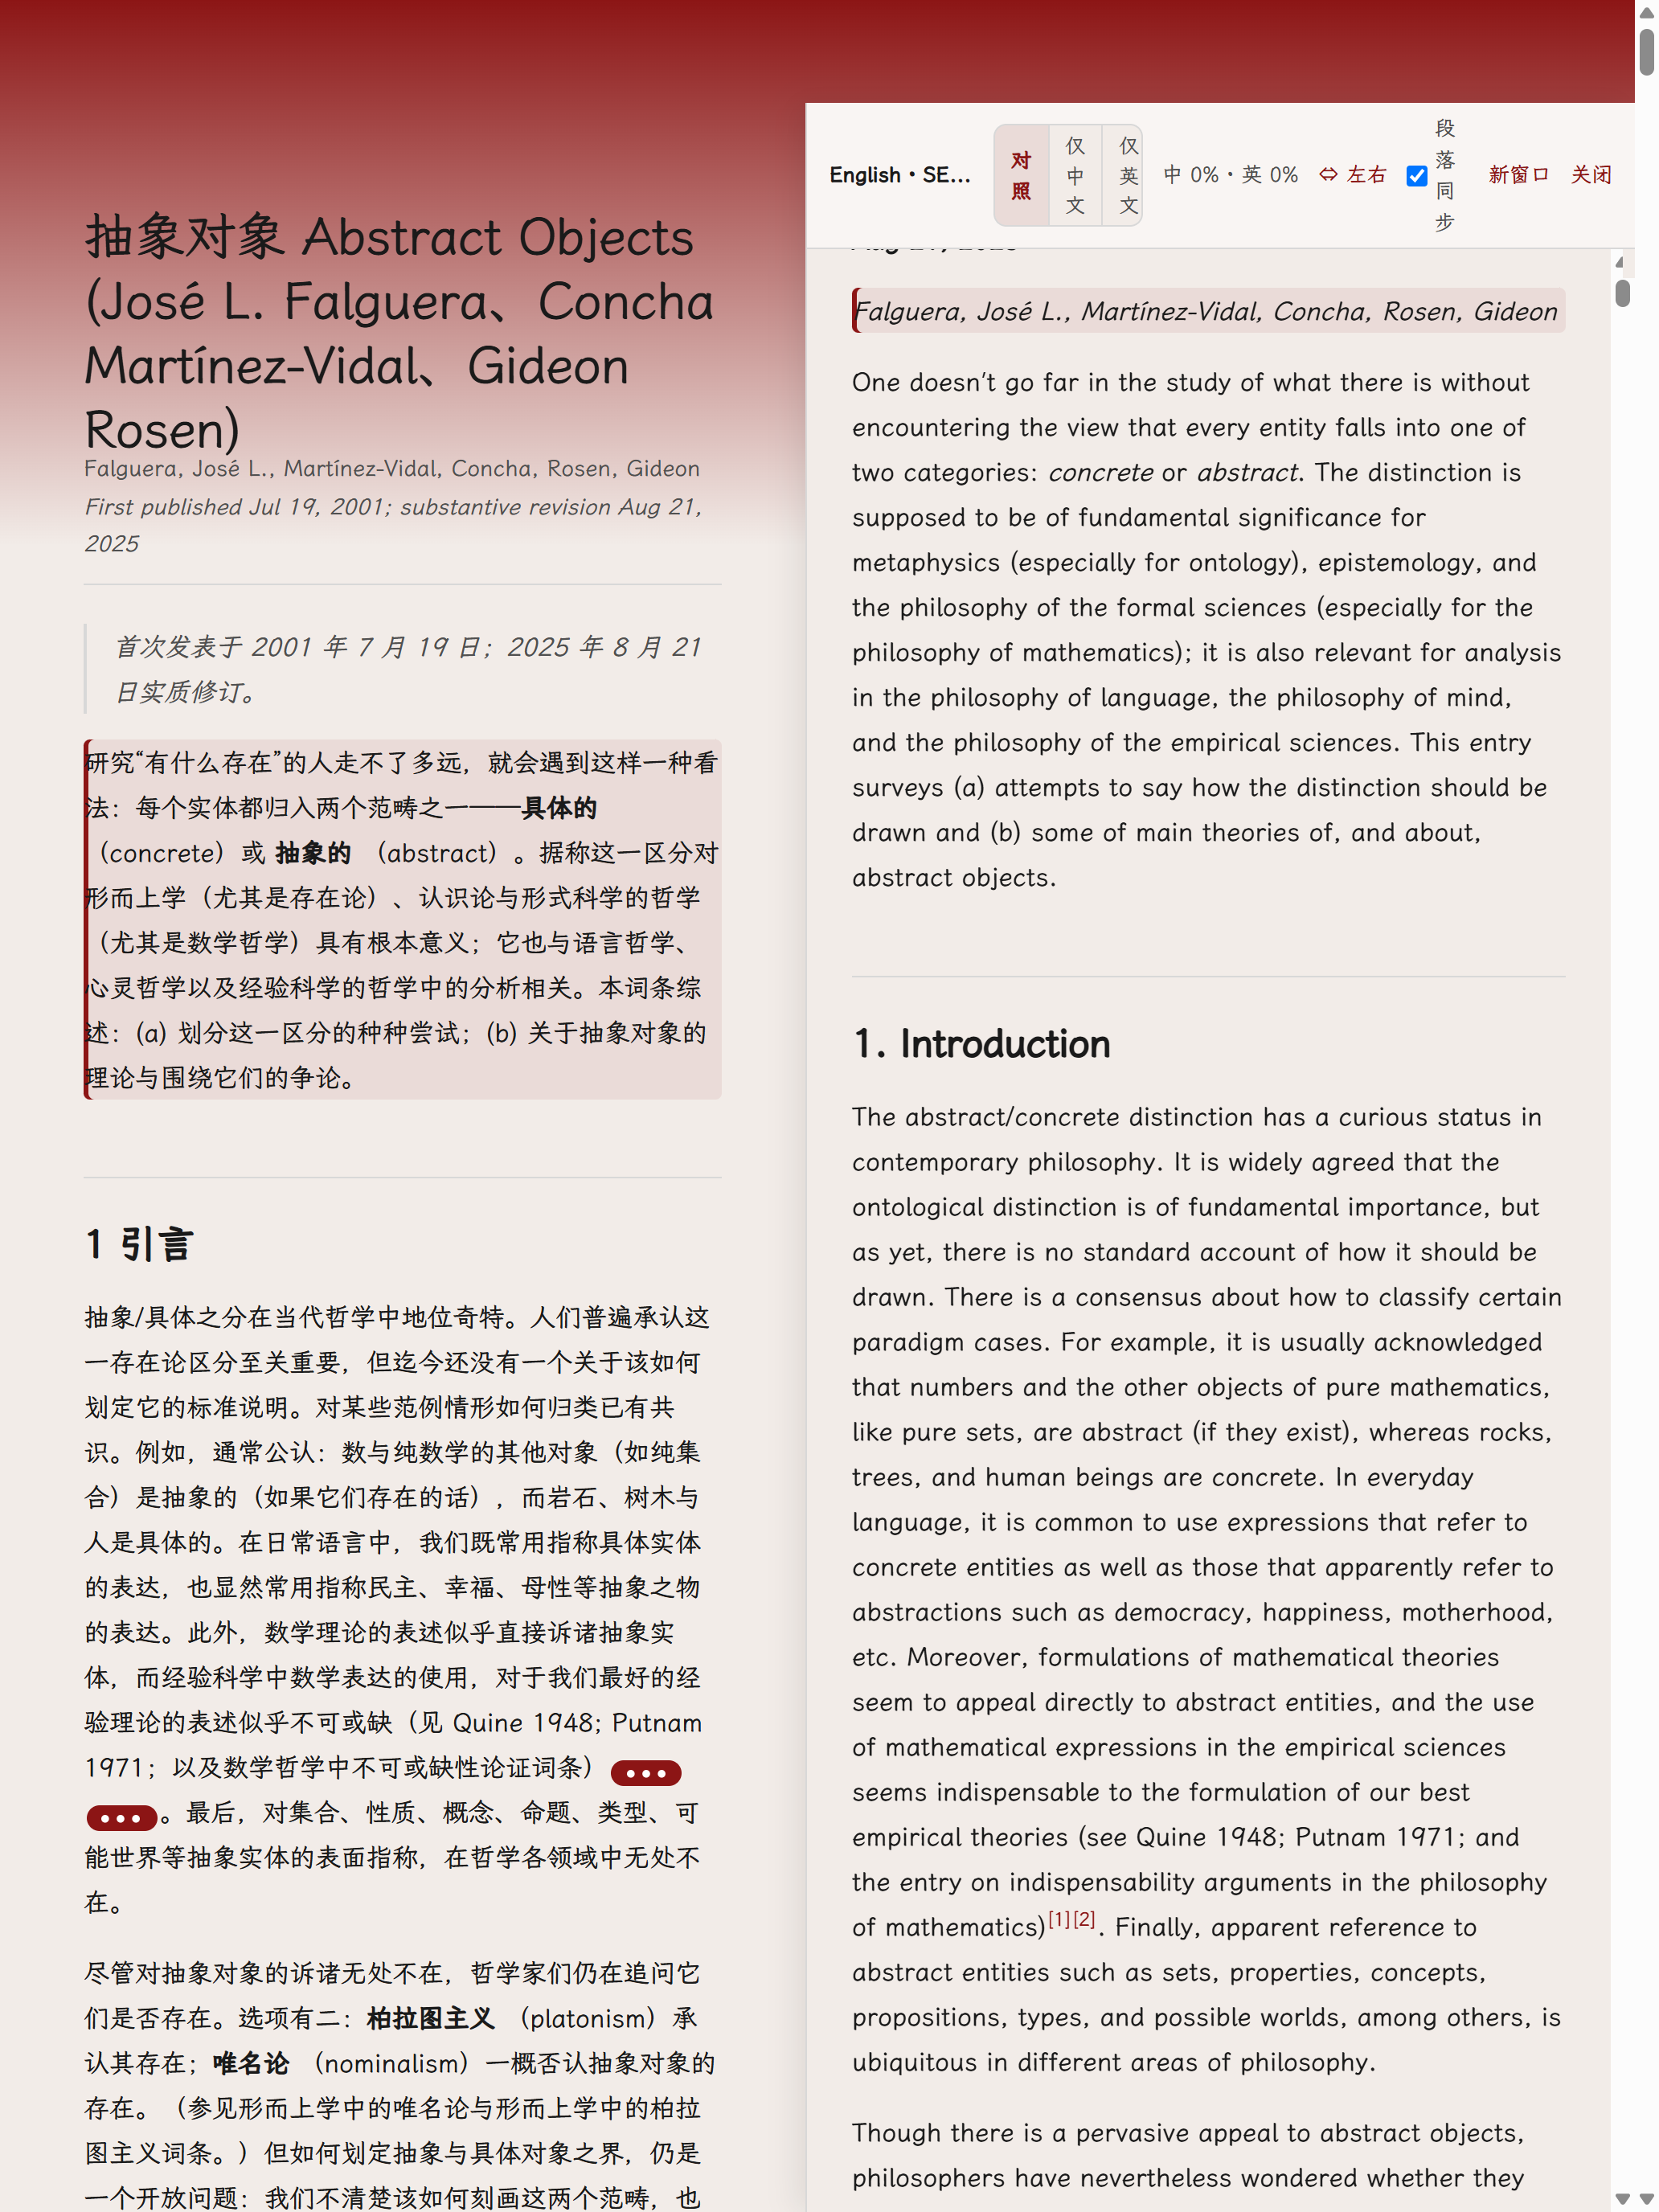 抽象对象 Abstract Objects
(José L. Falguera、Concha
Martínez-Vidal、Gideon
Rosen)
Falguera, José L., Martínez-Vidal, Concha, Rosen, Gideon
First published Jul 19, 2001; substantive revision Aug 21,
2025
首次发表于 2001 年 7 月 19 日；2025 年 8 月 21
日实质修订。
研究“有什么存在”的人走不了多远，就会遇到这样一种看
法：每个实体都归入两个范畴之一——具体的
（concrete）或 抽象的 （abstract）。据称这一区分对
形而上学（尤其是存在论）、认识论与形式科学的哲学
（尤其是数学哲学）具有根本意义；它也与语言哲学、
心灵哲学以及经验科学的哲学中的分析相关。本词条综
述：(a) 划分这一区分的种种尝试；(b) 关于抽象对象的
理论与围绕它们的争论。
1 引言
抽象/具体之分在当代哲学中地位奇特。人们普遍承认这
一存在论区分至关重要，但迄今还没有一个关于该如何
划定它的标准说明。对某些范例情形如何归类已有共
识。例如，通常公认：数与纯数学的其他对象（如纯集
合）是抽象的（如果它们存在的话），而岩石、树木与
人是具体的。在日常语言中，我们既常用指称具体实体
的表达，也显然常用指称民主、幸福、母性等抽象之物
的表达。此外，数学理论的表述似乎直接诉诸抽象实
体，而经验科学中数学表达的使用，对于我们最好的经
验理论的表述似乎不可或缺（见 Quine 1948; Putnam
1971；以及数学哲学中不可或缺性论证词条）
。最后，对集合、性质、概念、命题、类型、可
能世界等抽象实体的表面指称，在哲学各领域中无处不
在。
尽管对抽象对象的诉诸无处不在，哲学家们仍在追问它
们是否存在。选项有二：柏拉图主义 （platonism）承
认其存在；唯名论 （nominalism）一概否认抽象对象的
存在。（参见形而上学中的唯名论与形而上学中的柏拉
图主义词条。）但如何划定抽象与具体对象之界，仍是
一个开放问题：我们不清楚该如何刻画这两个范畴，也
English · SE...
对照
仅中文
仅英文
中 0% · 英 0%
⇔ 左右
段落同步
新窗口
关闭
Aug 21, 2025
Falguera, José L., Martínez-Vidal, Concha, Rosen, Gideon
One doesn’t go far in the study of what there is without
encountering the view that every entity falls into one of
two categories: concrete or abstract. The distinction is
supposed to be of fundamental significance for
metaphysics (especially for ontology), epistemology, and
the philosophy of the formal sciences (especially for the
philosophy of mathematics); it is also relevant for analysis
in the philosophy of language, the philosophy of mind,
and the philosophy of the empirical sciences. This entry
surveys (a) attempts to say how the distinction should be
drawn and (b) some of main theories of, and about,
abstract objects.
1. Introduction
The abstract/concrete distinction has a curious status in
contemporary philosophy. It is widely agreed that the
ontological distinction is of fundamental importance, but
as yet, there is no standard account of how it should be
drawn. There is a consensus about how to classify certain
paradigm cases. For example, it is usually acknowledged
that numbers and the other objects of pure mathematics,
like pure sets, are abstract (if they exist), whereas rocks,
trees, and human beings are concrete. In everyday
language, it is common to use expressions that refer to
concrete entities as well as those that apparently refer to
abstractions such as democracy, happiness, motherhood,
etc. Moreover, formulations of mathematical theories
seem to appeal directly to abstract entities, and the use
of mathematical expressions in the empirical sciences
seems indispensable to the formulation of our best
empirical theories (see Quine 1948; Putnam 1971; and
the entry on indispensability arguments in the philosophy
of mathematics)[1][2]. Finally, apparent reference to
abstract entities such as sets, properties, concepts,
propositions, types, and possible worlds, among others, is
ubiquitous in different areas of philosophy.
Though there is a pervasive appeal to abstract objects,
philosophers have nevertheless wondered whether they